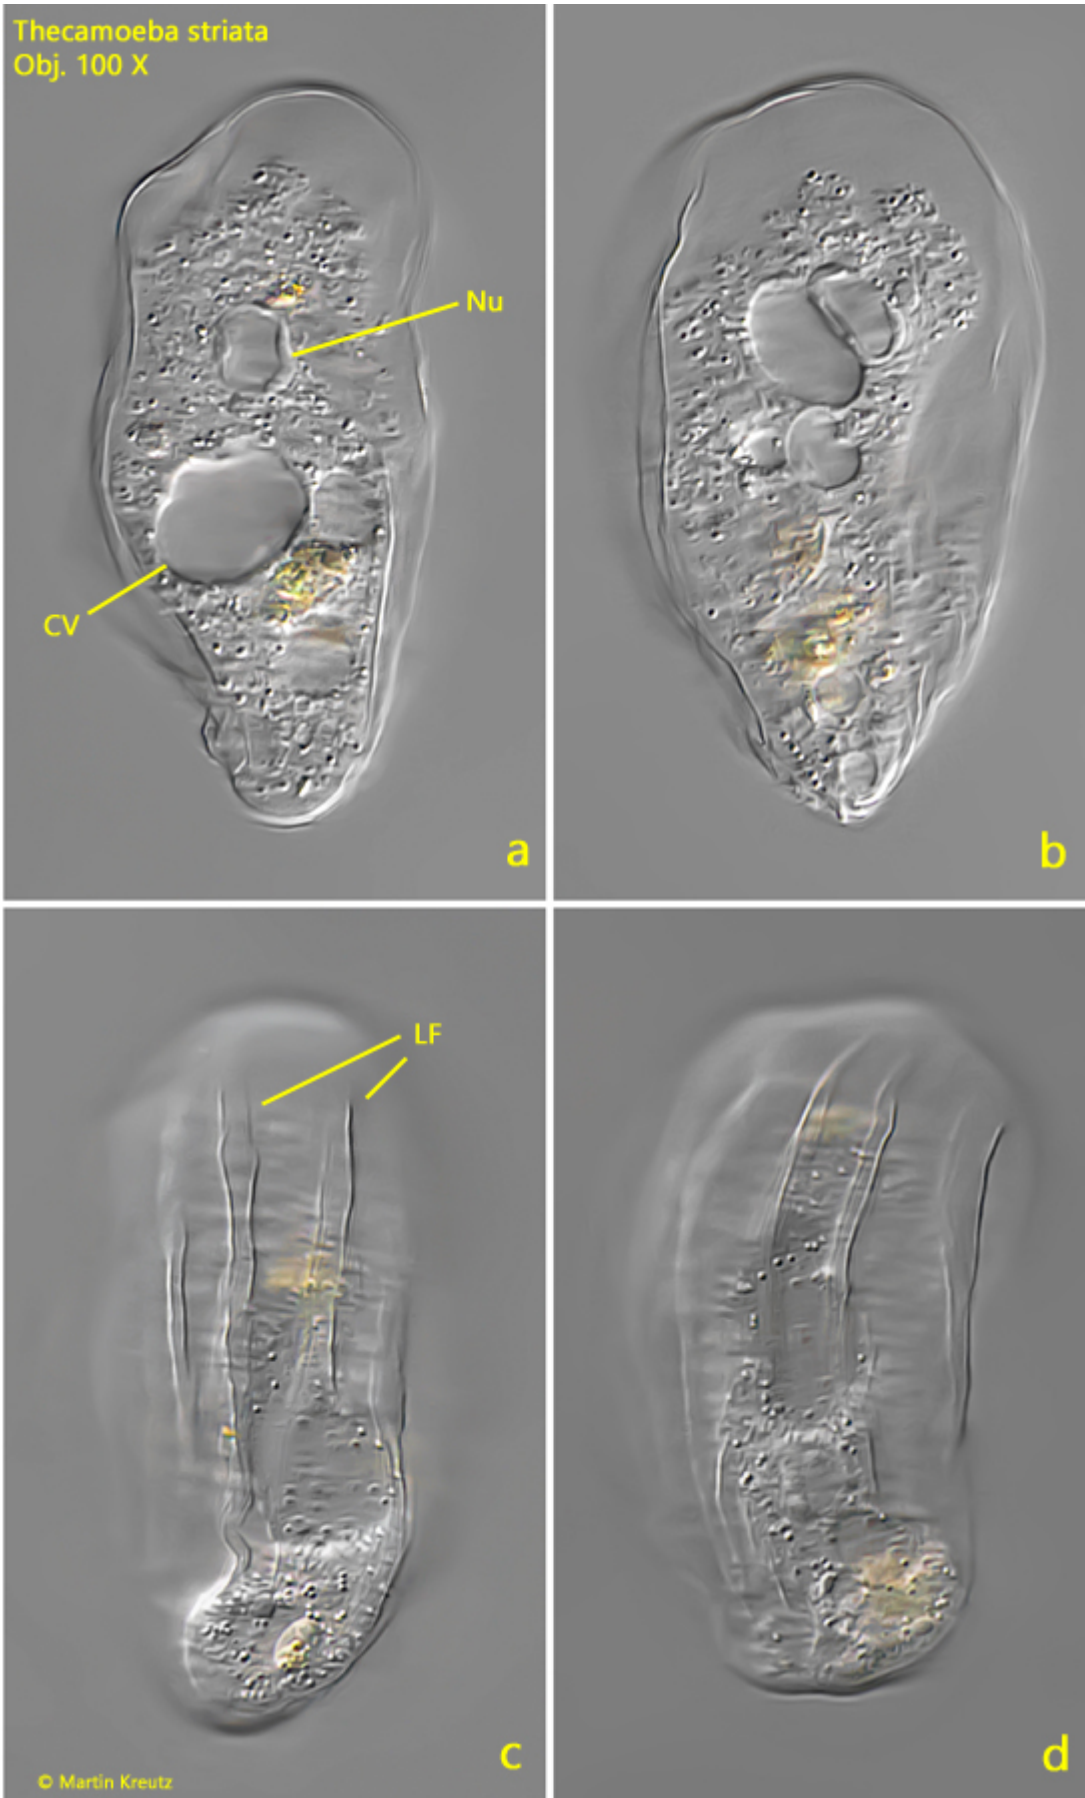 Thecamoeba striata
Obj. 100 X
Nu
CV
a
b
LF
c
d
© Martin Kreutz